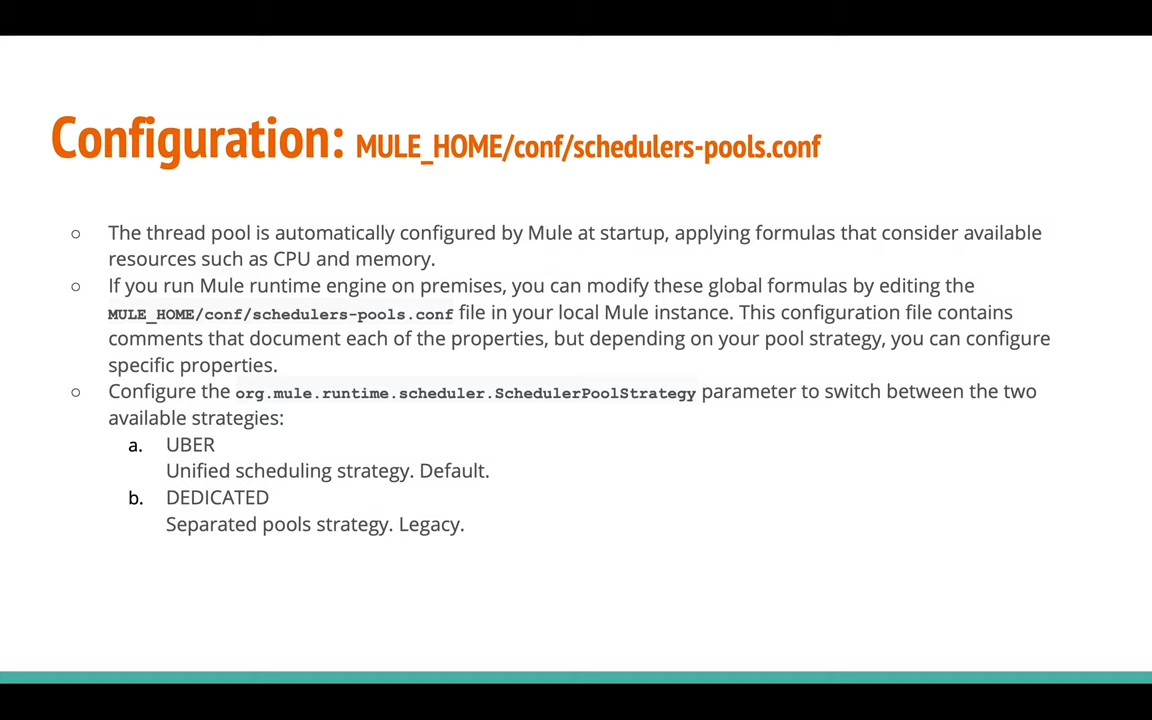 Configuration: MULE_HOME/conf/schedulers-pools.conf
○ The thread pool is automatically configured by Mule at startup, applying formulas that consider available
resources such as CPU and memory.
○ If you run Mule runtime engine on premises, you can modify these global formulas by editing the
MULE_HOME/conf/schedulers-pools.conf file in your local Mule instance. This configuration file contains
comments that document each of the properties, but depending on your pool strategy, you can configure
specific properties.
○ Configure the org.mule.runtime.scheduler.SchedulerPoolStrategy parameter to switch between the two
available strategies:
a. UBER
Unified scheduling strategy. Default.
b. DEDICATED
Separated pools strategy. Legacy.